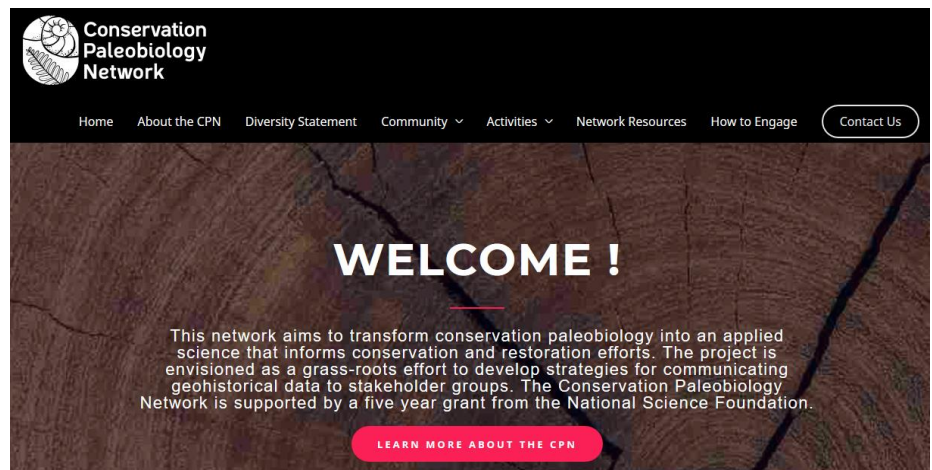 Conservation
Paleobiology
Network
Home About the CPN Diversity Statement Community Activities Network Resources How to Engage Contact Us
WELCOME !
This network aims to transform conservation paleobiology into an applied
science that informs conservation and restoration efforts. The project is
envisioned as a grass-roots effort to develop strategies for communicating
geohistorical data to stakeholder groups. The Conservation Paleobiology
Network is supported by a five year grant from the National Science Foundation.
LEARN MORE ABOUT THE CPN